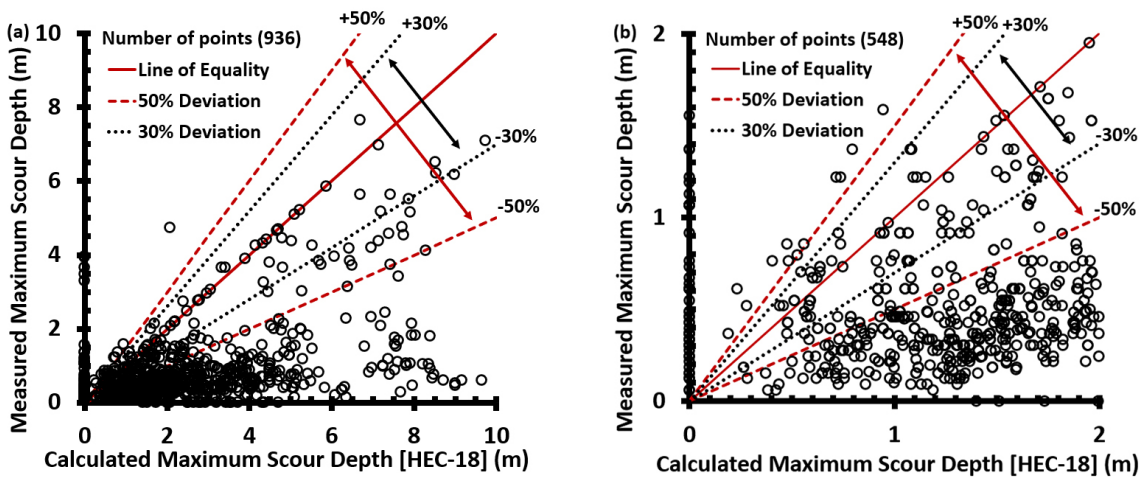 (a)
+50%
+30%
Number of points (936)
Line of Equality
50% Deviation
30% Deviation
-30%
-50%
10
8
6
4
2
0
0 2 4 6 8 10
Measured Maximum Scour Depth (m)
Calculated Maximum Scour Depth [HEC-18] (m)
(b)
+50%
+30%
Number of points (548)
Line of Equality
50% Deviation
30% Deviation
-30%
-50%
2
1
0
0 1 2
Measured Maximum Scour Depth (m)
Calculated Maximum Scour Depth [HEC-18] (m)